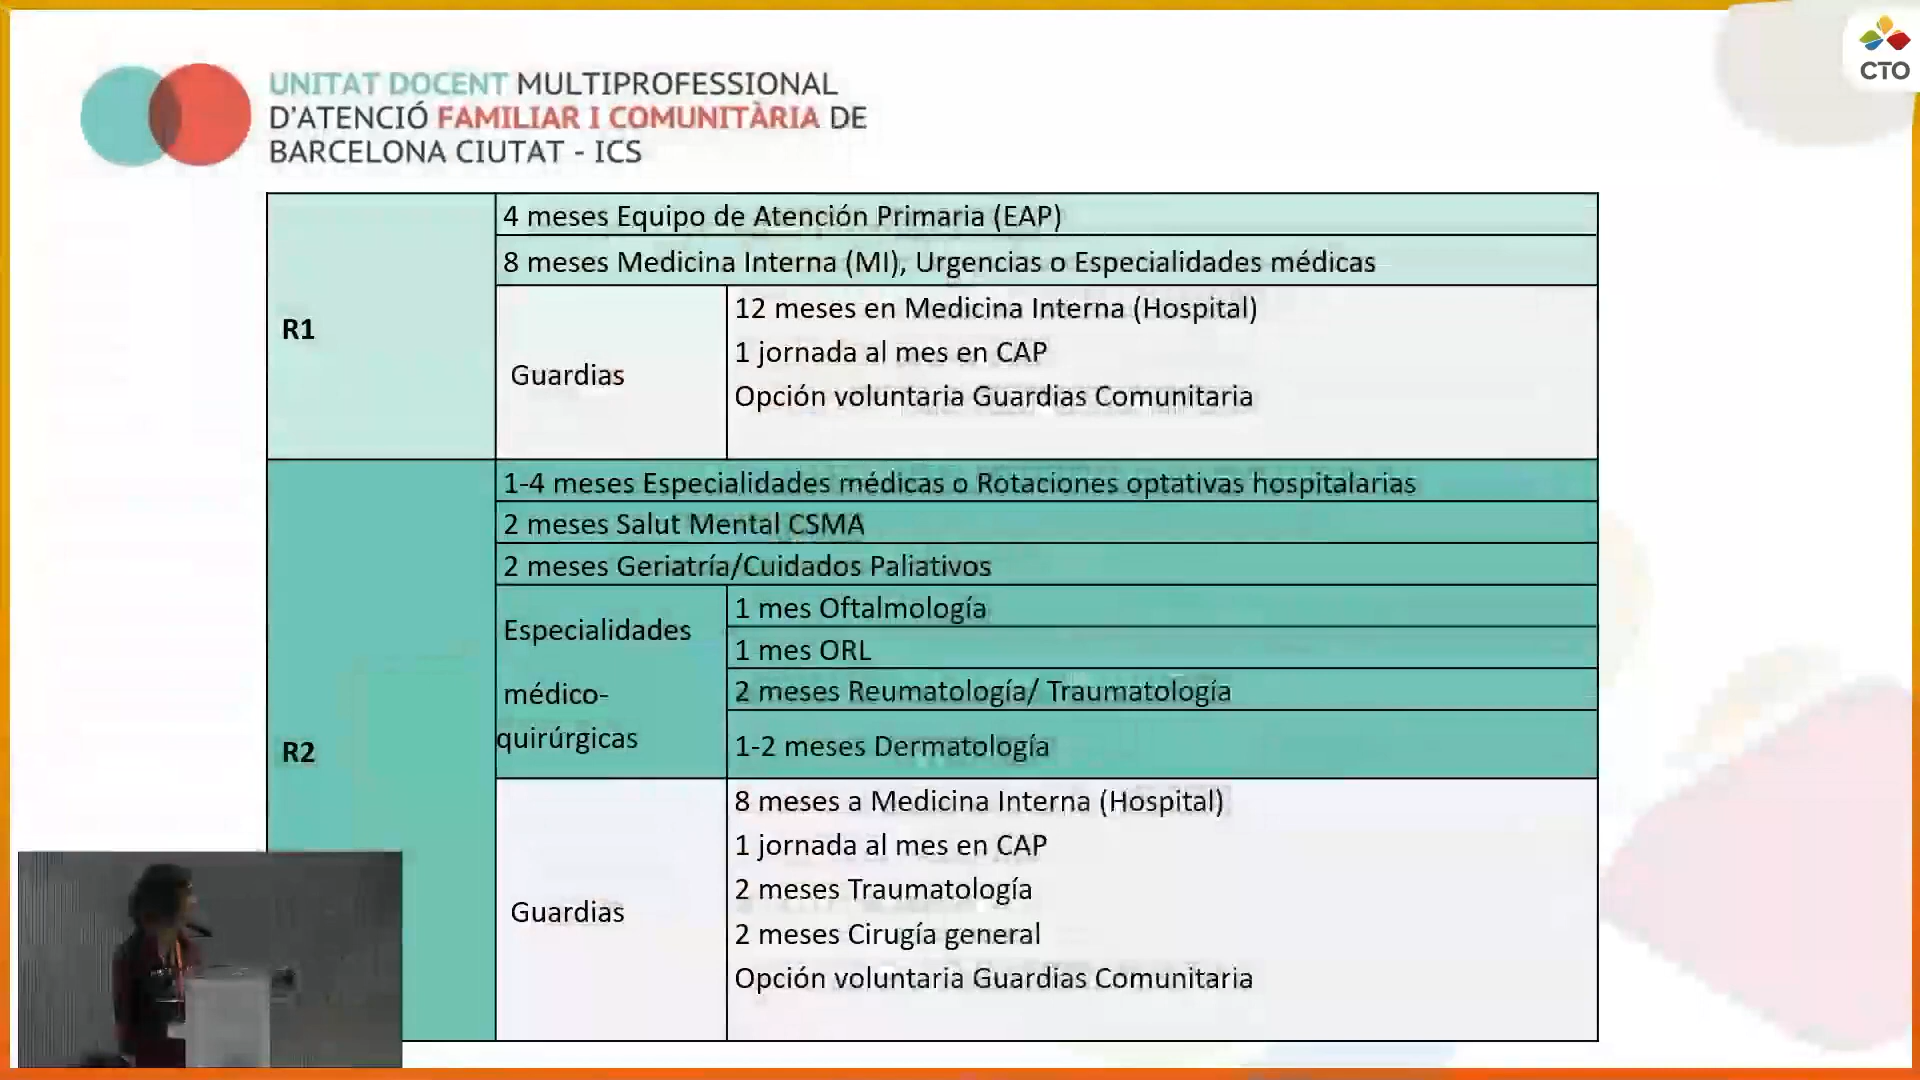 CTO
UNITAT DOCENT MULTIPROFESSIONAL
D'ATENCIÓ FAMILIAR I COMUNITÀRIA DE
BARCELONA CIUTAT - ICS
R1
4 meses Equipo de Atención Primaria (EAP)
8 meses Medicina Interna (MI), Urgencias o Especialidades médicas
Guardias
12 meses en Medicina Interna (Hospital)
1 jornada al mes en CAP
Opción voluntaria Guardias Comunitaria
R2
1-4 meses Especialidades médicas o Rotaciones optativas hospitalarias
2 meses Salut Mental CSMA
2 meses Geriatría/Cuidados Paliativos
Especialidades
médico-
quirúrgicas
1 mes Oftalmología
1 mes ORL
2 meses Reumatología/ Traumatología
1-2 meses Dermatología
Guardias
8 meses a Medicina Interna (Hospital)
1 jornada al mes en CAP
2 meses Traumatología
2 meses Cirugía general
Opción voluntaria Guardias Comunitaria